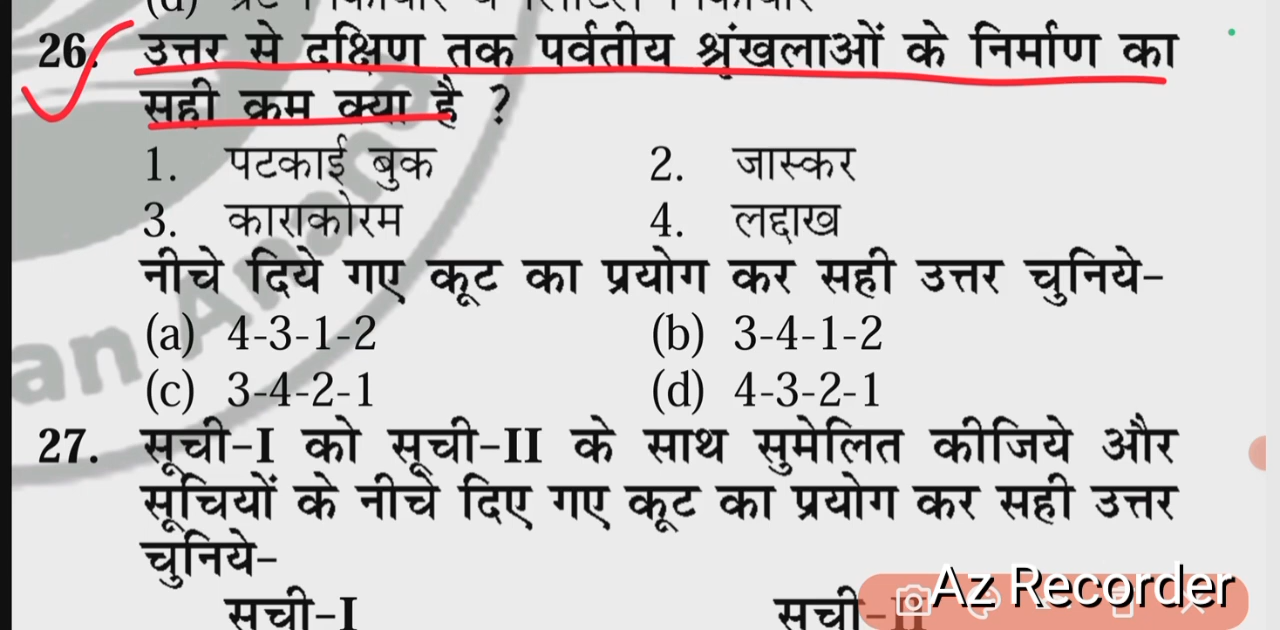 26. उत्तर से दक्षिण तक पर्वतीय श्रृंखलाओं के निर्माण का
सही क्रम क्या है ?
1. पटकाई बुक 2. जास्कर
3. काराकोरम 4. लद्दाख
नीचे दिये गए कूट का प्रयोग कर सही उत्तर चुनिये-
(a) 4-3-1-2 (b) 3-4-1-2
(c) 3-4-2-1 (d) 4-3-2-1
27. सूची-I को सूची-II के साथ सुमेलित कीजिये और
सूचियों के नीचे दिए गए कूट का प्रयोग कर सही उत्तर
चुनिये-
सूची-I सूची-II
Az Recorder